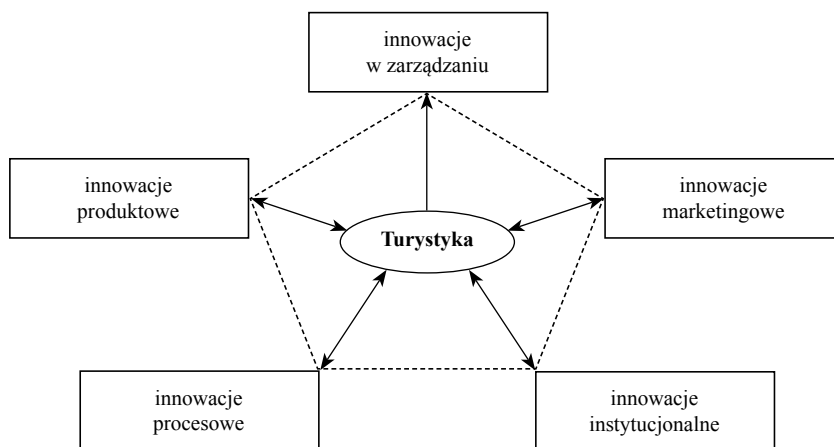 innowacje
w zarządzaniu
innowacje
produktowe
innowacje
marketingowe
Turystyka
innowacje
procesowe
innowacje
instytucjonalne